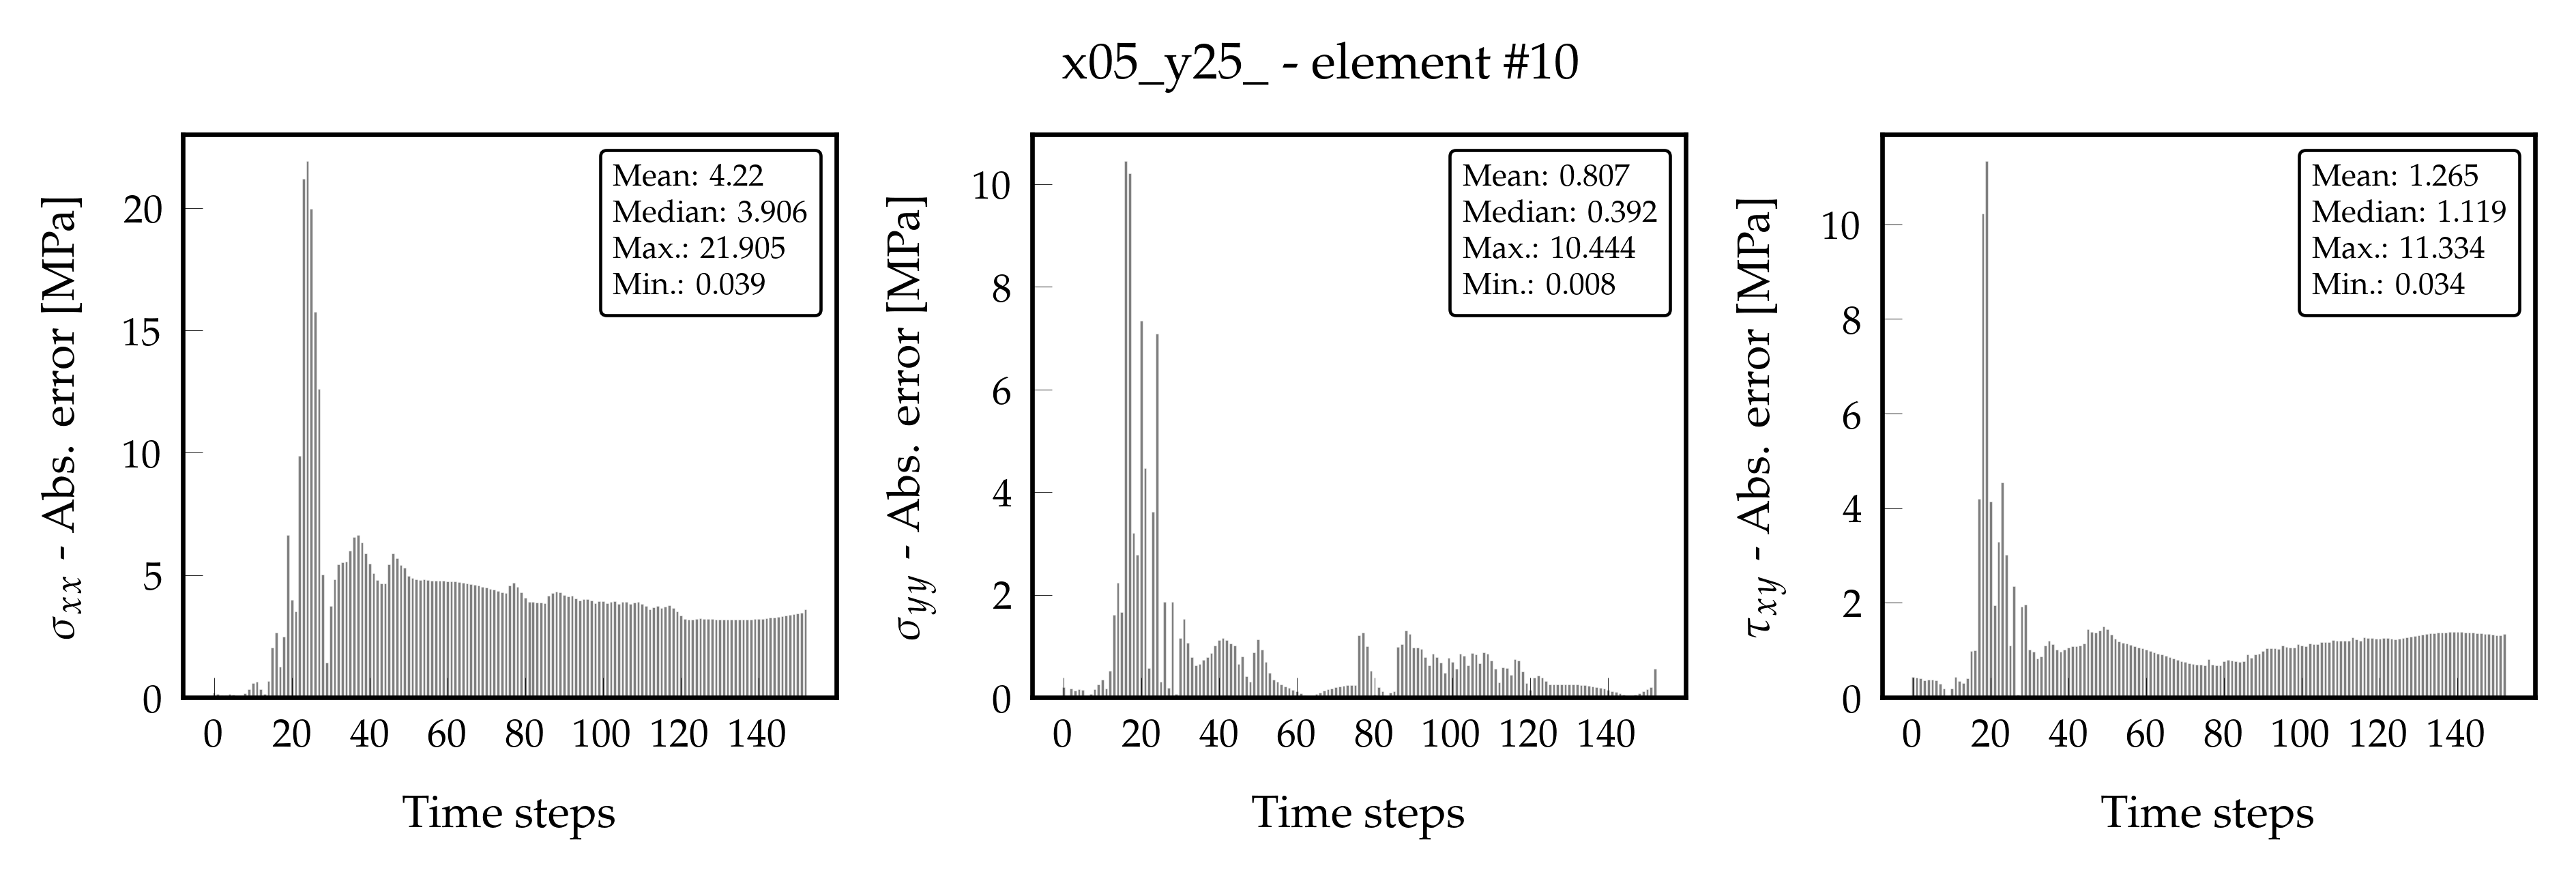 x05_y25_ - element #10
σxx - Abs. error [MPa]
20
15
10
5
0
Mean: 4.22
Median: 3.906
Max.: 21.905
Min.: 0.039
0 20 40 60 80 100 120 140
Time steps
σyy - Abs. error [MPa]
10
8
6
4
2
0
Mean: 0.807
Median: 0.392
Max.: 10.444
Min.: 0.008
0 20 40 60 80 100 120 140
Time steps
τxy - Abs. error [MPa]
10
8
6
4
2
0
Mean: 1.265
Median: 1.119
Max.: 11.334
Min.: 0.034
0 20 40 60 80 100 120 140
Time steps